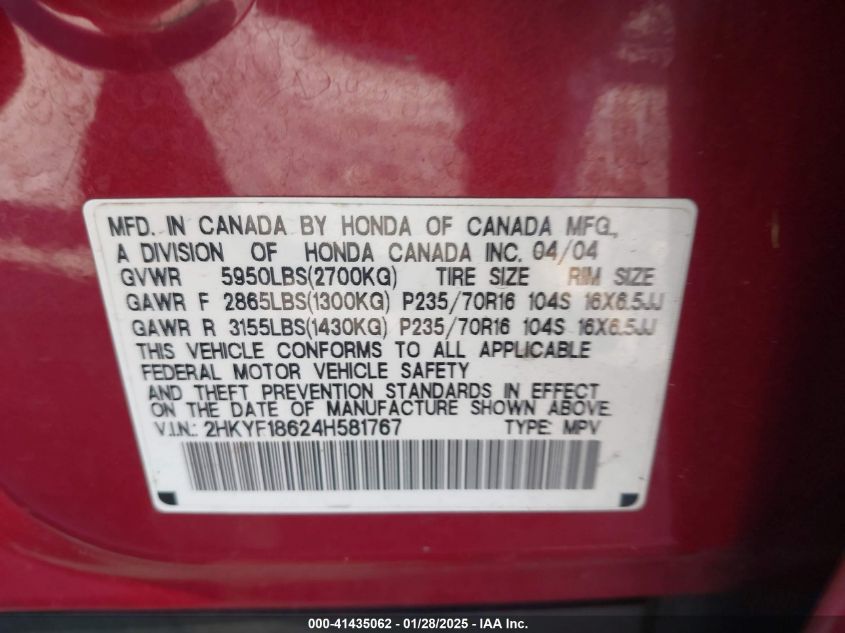 MFD. IN CANADA BY HONDA OF CANADA MFG.,
A DIVISION OF HONDA CANADA INC. 04/04
GVWR 5950LBS(2700KG) TIRE SIZE RIM SIZE
GAWR F 2865LBS(1300KG) P235/70R16 104S 16X6.5JJ
GAWR R 3155LBS(1430KG) P235/70R16 104S 16X6.5JJ
THIS VEHICLE CONFORMS TO ALL APPLICABLE
FEDERAL MOTOR VEHICLE SAFETY
AND THEFT PREVENTION STANDARDS IN EFFECT
ON THE DATE OF MANUFACTURE SHOWN ABOVE.
V.I.N.: 2HKYF18624H581767 TYPE: MPV
000-41435062 / 01/28/2025 - IAA Inc.